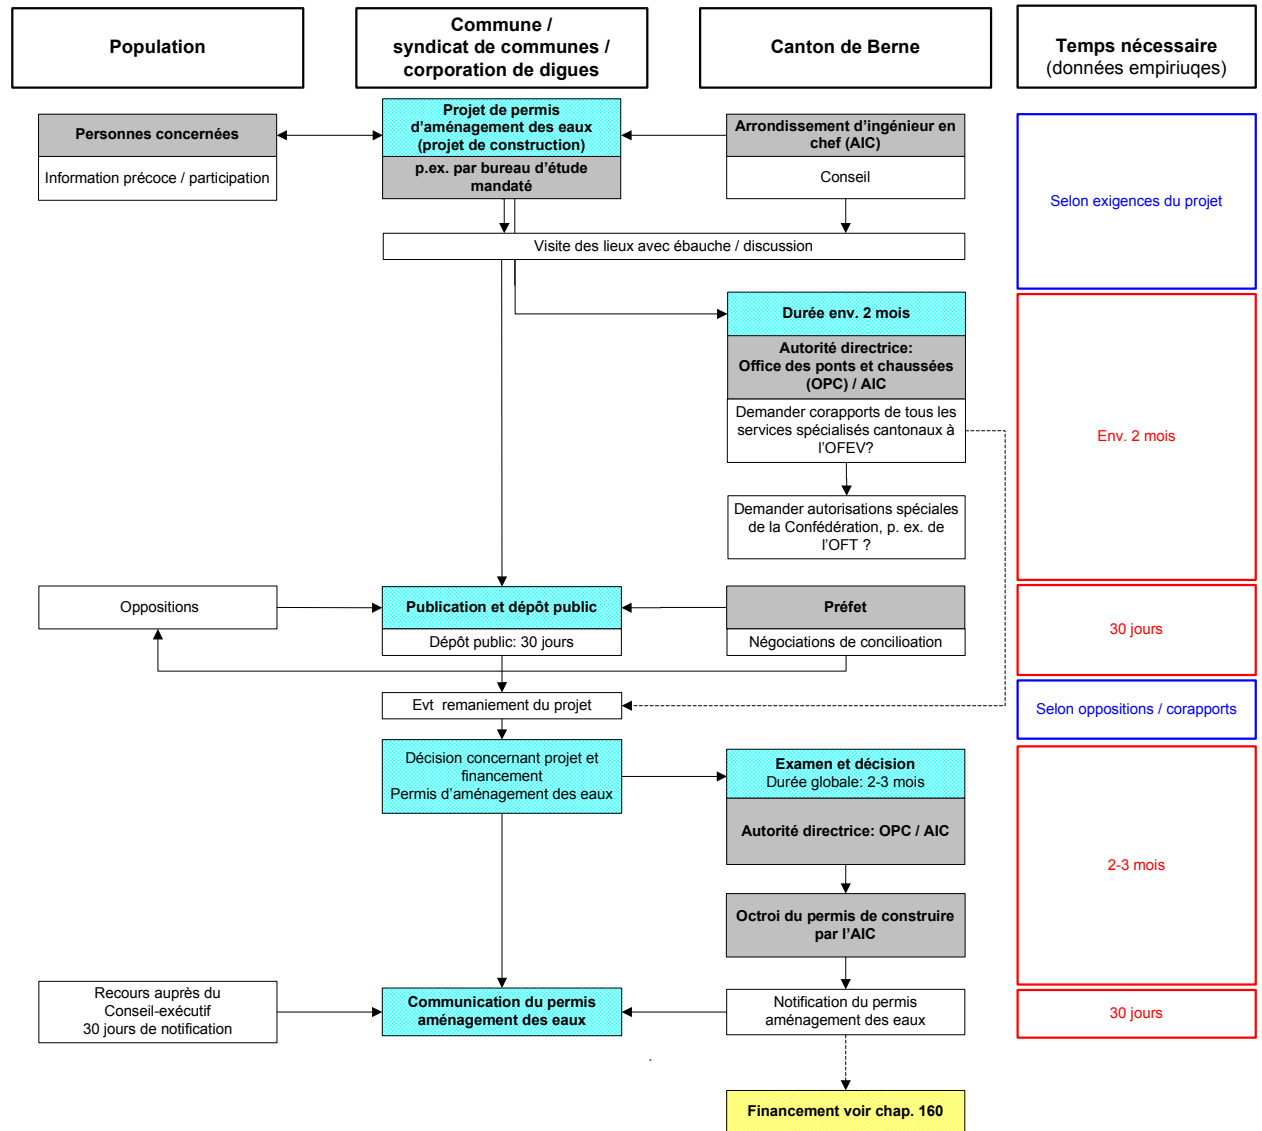 Population
Commune /
syndicat de communes /
corporation de digues
Canton de Berne
Temps nécessaire
(données empiriuqes)
Personnes concernées
Information précoce / participation
Projet de permis
d'aménagement des eaux
(projet de construction)
p.ex. par bureau d'étude
mandaté
Arrondissement d'ingénieur en
chef (AIC)
Conseil
Selon exigences du projet
Visite des lieux avec ébauche / discussion
Durée env. 2 mois
Autorité directrice:
Office des ponts et chaussées
(OPC) / AIC
Demander corapports de tous les
services spécialisés cantonaux à
l'OFEV?
Env. 2 mois
Demander autorisations spéciales
de la Confédération, p. ex. de
l'OFT ?
Oppositions
Publication et dépôt public
Dépôt public: 30 jours
Préfet
Négociations de concilioation
30 jours
Evt remaniement du projet
Selon oppositions / corapports
Décision concernant projet et
financement
Permis d'aménagement des eaux
Examen et décision
Durée globale: 2-3 mois
Autorité directrice: OPC / AIC
2-3 mois
Octroi du permis de construire
par l'AIC
Recours auprès du
Conseil-exécutif
30 jours de notification
Communication du permis
aménagement des eaux
Notification du permis
aménagement des eaux
30 jours
Financement voir chap. 160